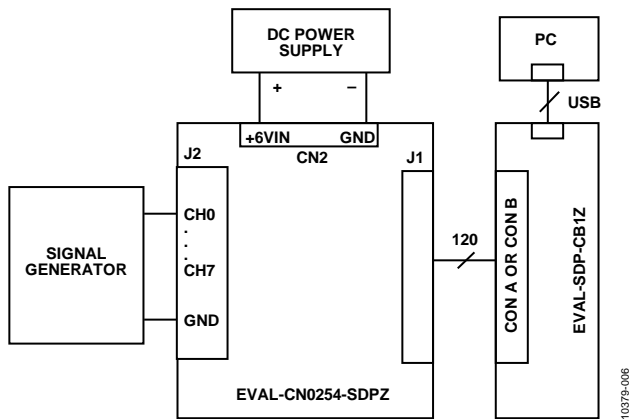 DC POWER
SUPPLY
PC
+ –
USB
+6VIN GND
CN2
J2
J1
CH0
.
.
.
CH7
GND
SIGNAL
GENERATOR
120
CON A OR CON B
EVAL-SDP-CB1Z
EVAL-CN0254-SDPZ
10379-006